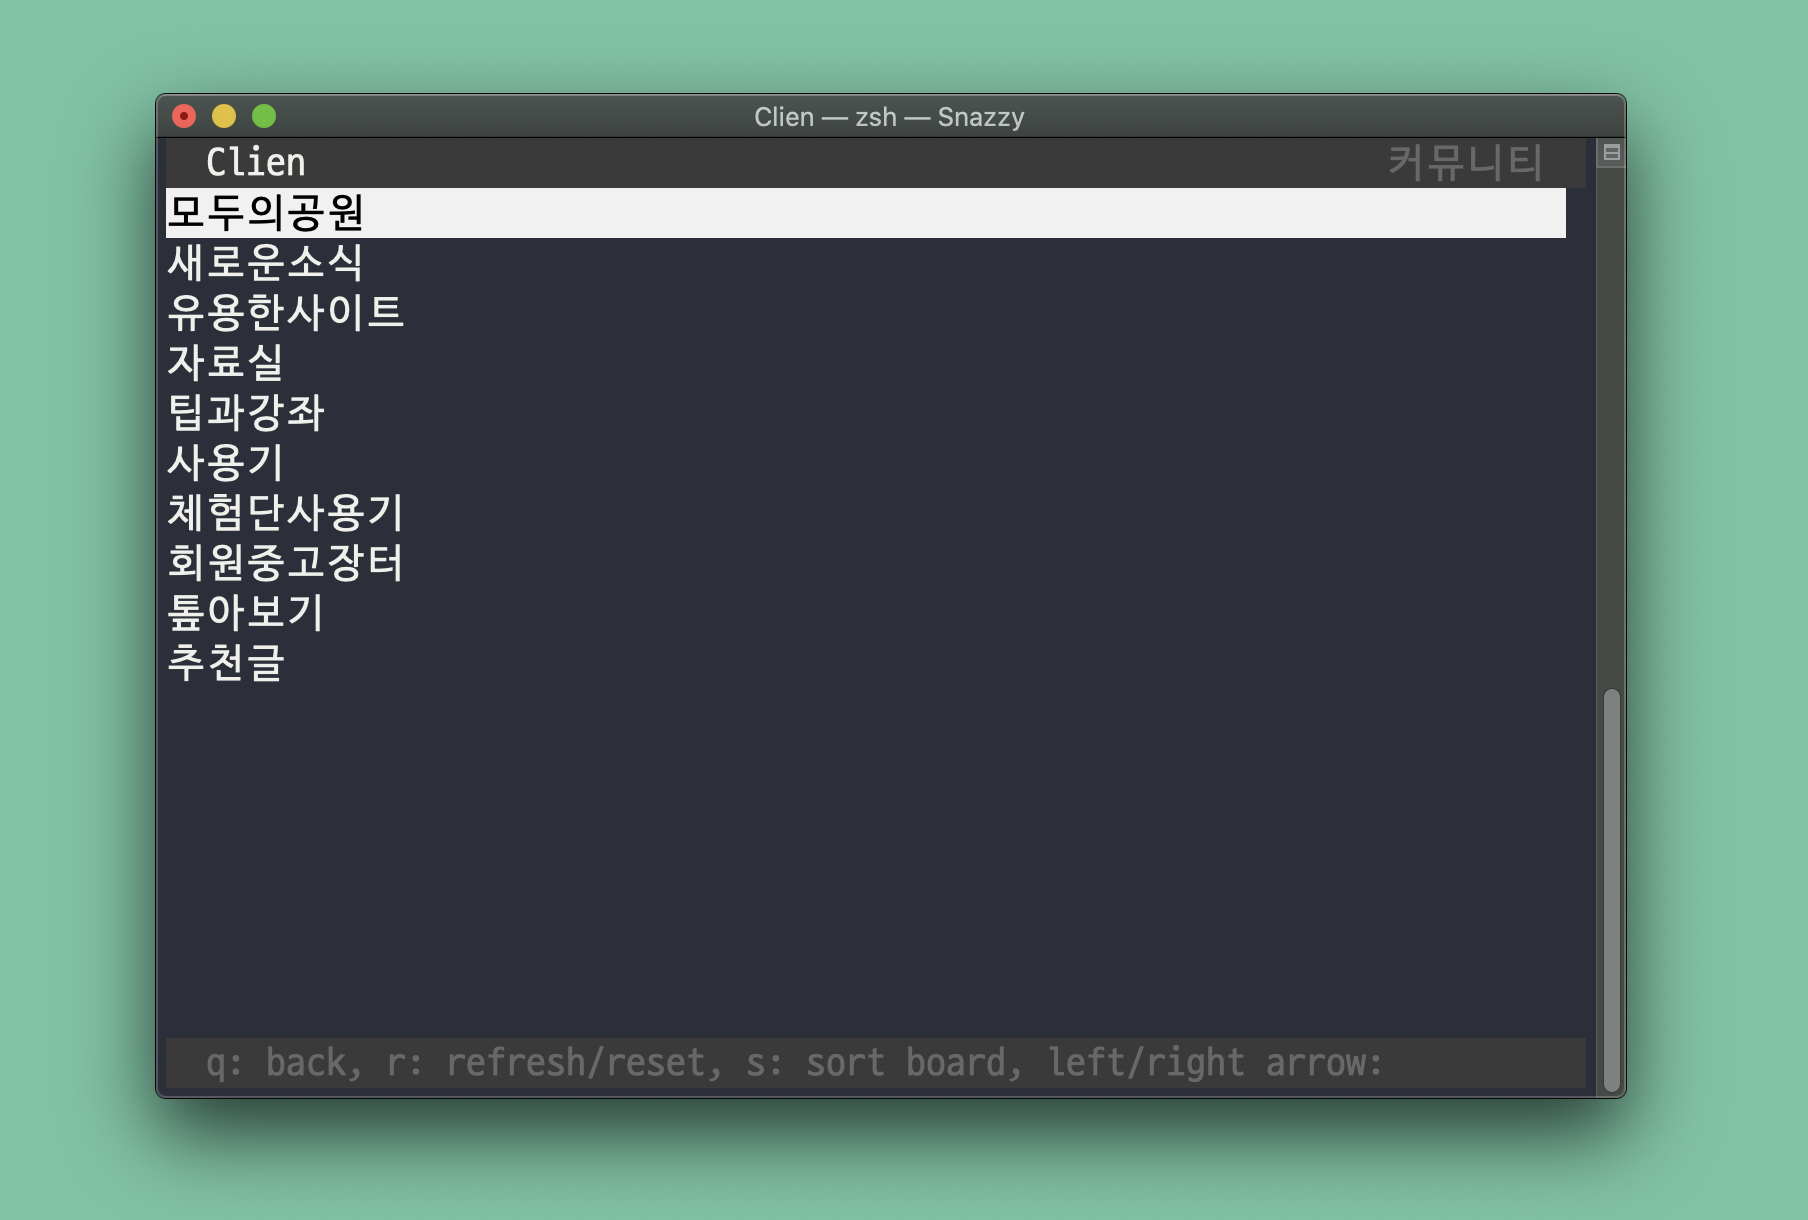 Clien — zsh — Snazzy
Clien 커뮤니티
모두의공원
새로운소식
유용한사이트
자료실
팁과강좌
사용기
체험단사용기
회원중고장터
톺아보기
추천글
q: back, r: refresh/reset, s: sort board, left/right arrow: